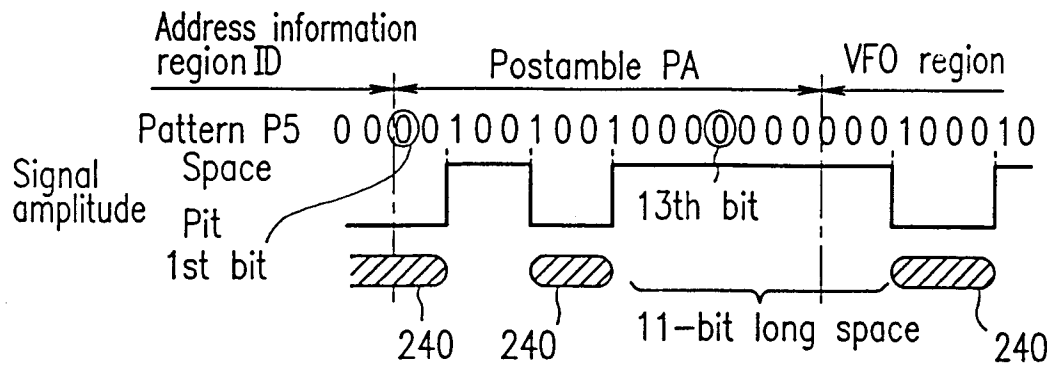 Address information
region ID
Postamble PA
VFO region
Pattern P5 0 0 0 0 1 0 0 1 0 0 1 0 0 0 0 0 0 0 0 0 0 1 0 0 0 1 0
Signal
amplitude
Space
Pit
1st bit
13th bit
11-bit long space
240
240
240